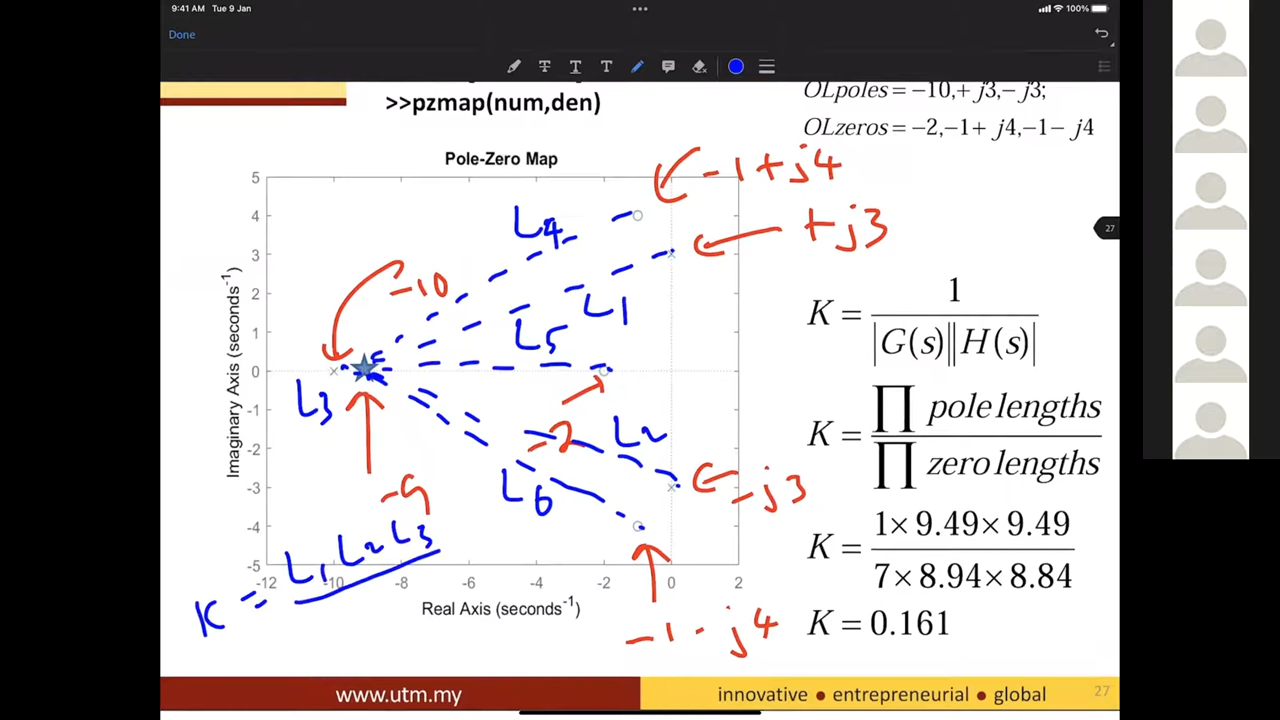 9:41 AM Tue 9 Jan
100%
Done
>>pzmap(num,den)
OLpoles = −10,+ j3,− j3;
OLzeros = −2,−1+ j4,−1− j4
Pole-Zero Map
5
4
3
2
1
0
-1
-2
-3
-4
-5
-12 -10 -8 -6 -4 -2 0 2
Imaginary Axis (seconds⁻¹)
Real Axis (seconds⁻¹)
-1+j4
+j3
-10
L4
L1
L5
L3
-2
L2
L6
-j3
-9
-1-j4
K = L1 L2 L3
27
K = 1 / |G(s)||H(s)|
K = ∏ pole lengths / ∏ zero lengths
K = 1×9.49×9.49 / 7×8.94×8.84
K = 0.161
www.utm.my
innovative ● entrepreneurial ● global
27